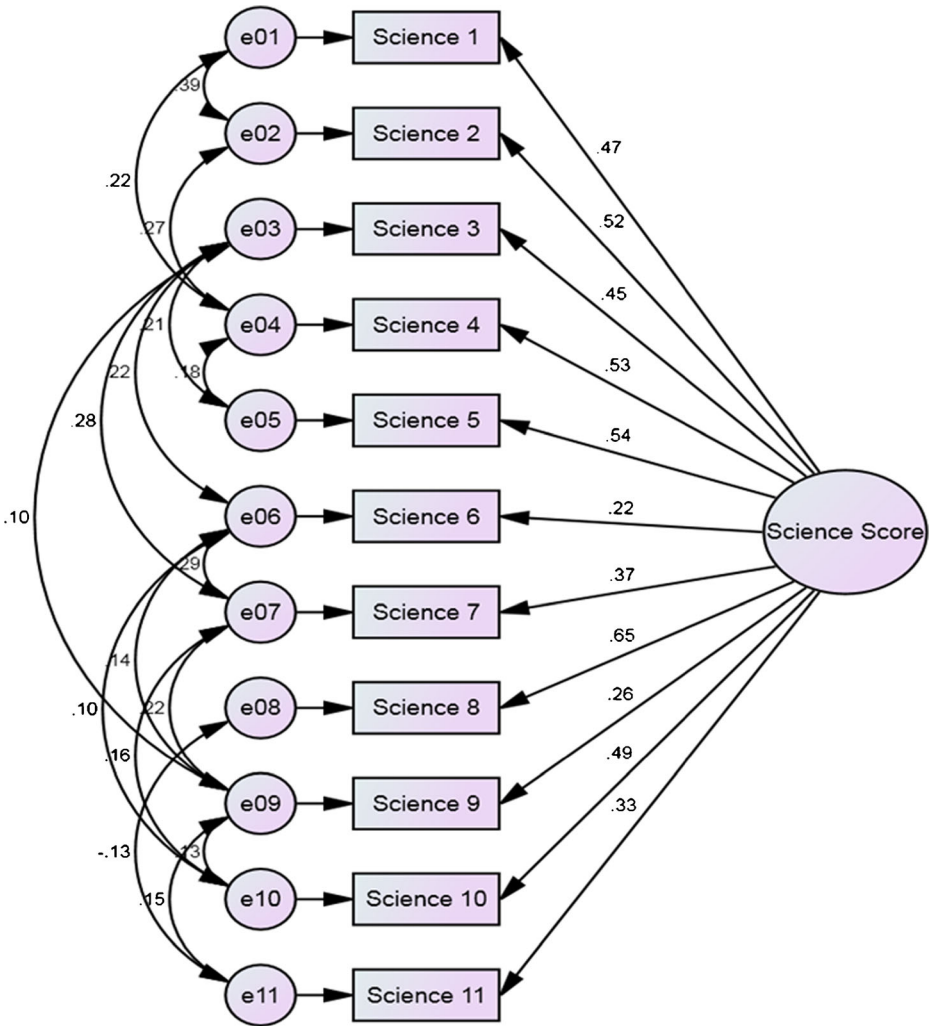 e01
Science 1
.39
e02
Science 2
.47
.22
.52
.27
e03
Science 3
.45
.21
e04
Science 4
.53
.22
.18
.28
e05
Science 5
.54
.10
e06
Science 6
.22
Science Score
.29
.37
e07
Science 7
.65
.14
.10
.22
e08
Science 8
.26
.16
e09
Science 9
.49
.33
-.13
.13
.15
e10
Science 10
e11
Science 11